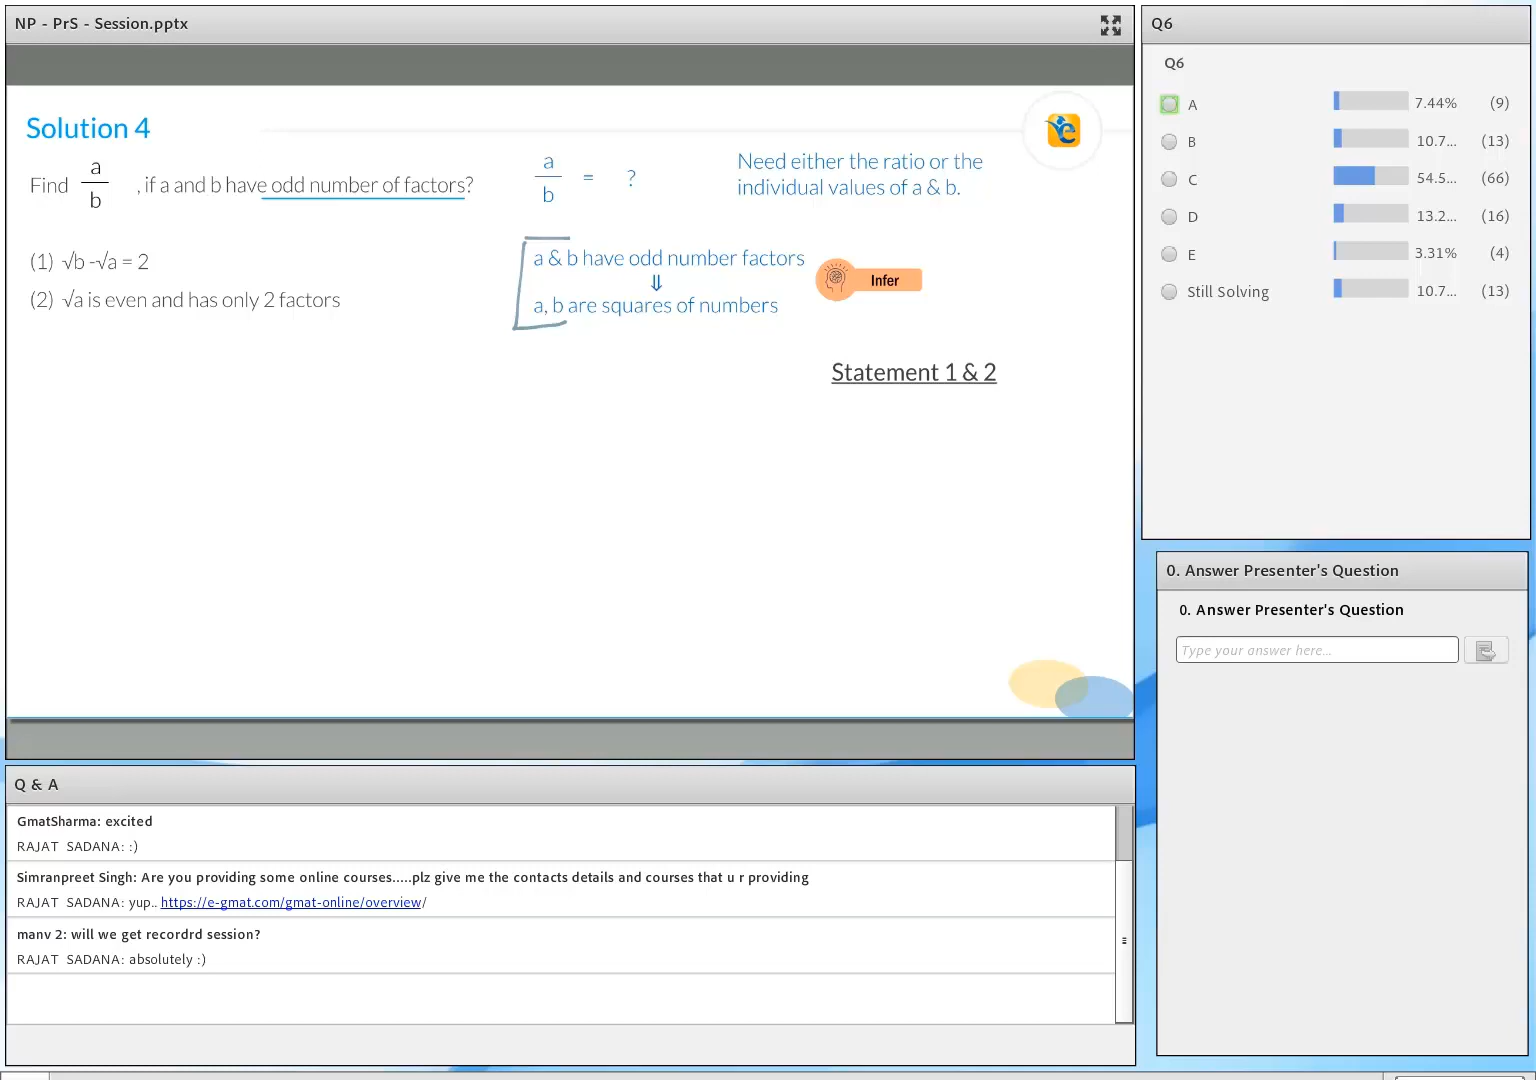 NP - PrS - Session.pptx
Solution 4
Find a/b , if a and b have odd number of factors?
(1) √b -√a = 2
(2) √a is even and has only 2 factors
a/b = ?
Need either the ratio or the
individual values of a & b.
a & b have odd number factors
⇓
a, b are squares of numbers
Infer
Statement 1 & 2
Q6
Q6
A 7.44% (9)
B 10.7... (13)
C 54.5... (66)
D 13.2... (16)
E 3.31% (4)
Still Solving 10.7... (13)
0. Answer Presenter's Question
0. Answer Presenter's Question
Type your answer here...
Q & A
GmatSharma: excited
RAJAT SADANA: :)
Simranpreet Singh: Are you providing some online courses.....plz give me the contacts details and courses that u r providing
RAJAT SADANA: yup.. https://e-gmat.com/gmat-online/overview/
manv 2: will we get recordrd session?
RAJAT SADANA: absolutely :)